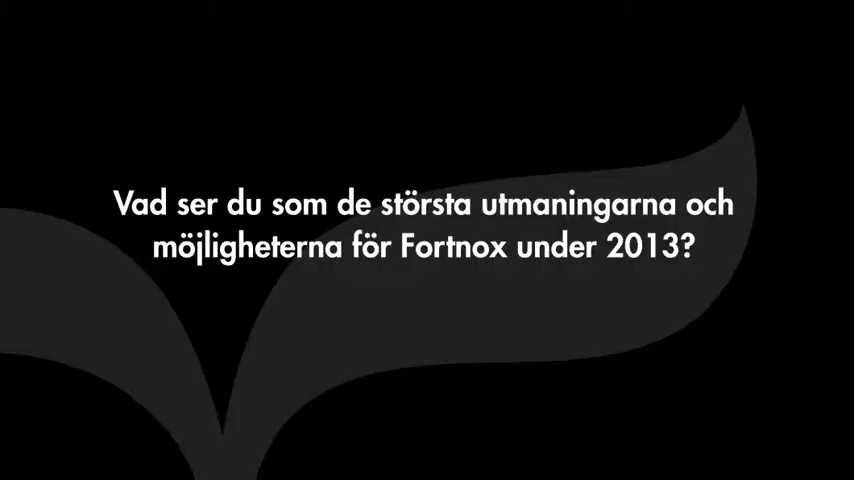 Vad ser du som de största utmaningarna och
möjligheterna för Fortnox under 2013?